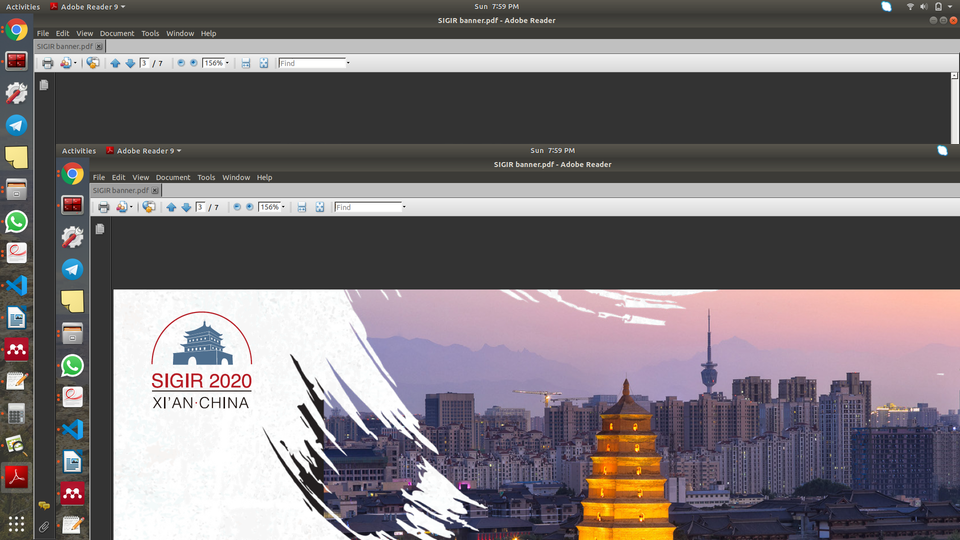 Activities Adobe Reader 9 Sun 7:59 PM
SIGIR banner.pdf - Adobe Reader
File Edit View Document Tools Window Help
SIGIR banner.pdf
3 / 7 156% Find
Activities Adobe Reader 9 Sun 7:59 PM
SIGIR banner.pdf - Adobe Reader
File Edit View Document Tools Window Help
SIGIR banner.pdf
3 / 7 156% Find
SIGIR 2020
XI'AN·CHINA